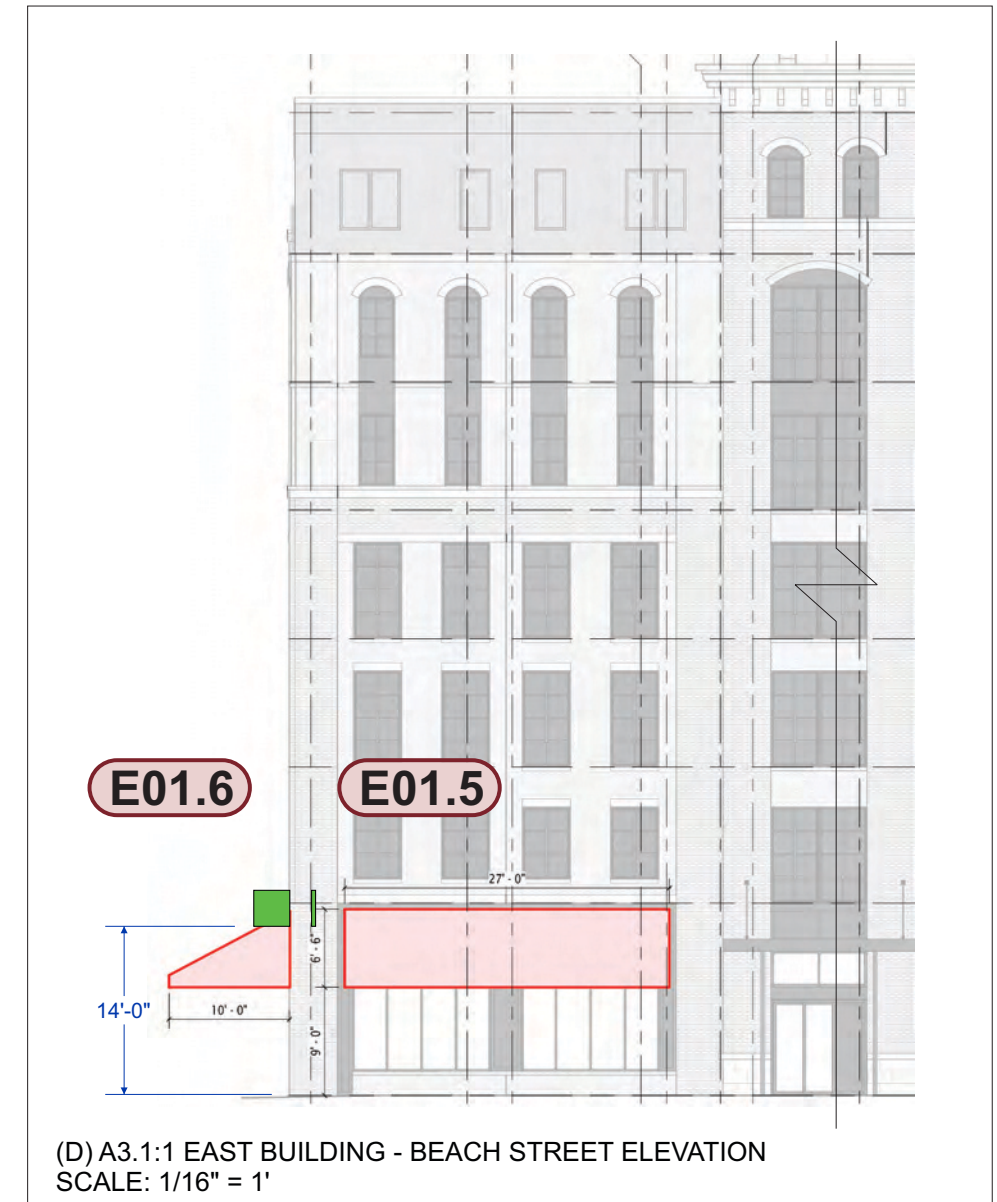 E01.6
E01.5
27' - 0"
6' - 6"
14'-0"
10' - 0"
9' - 0"
(D) A3.1:1 EAST BUILDING - BEACH STREET ELEVATION
SCALE: 1/16" = 1'